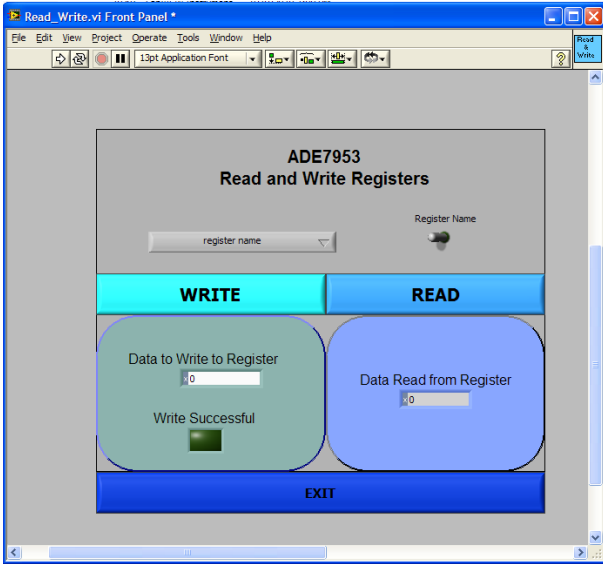 Read_Write.vi Front Panel *
File Edit View Project Operate Tools Window Help
13pt Application Font
Read
&
Write
ADE7953
Read and Write Registers
Register Name
register name
WRITE
READ
Data to Write to Register
x 0
Write Successful
Data Read from Register
x 0
EXIT